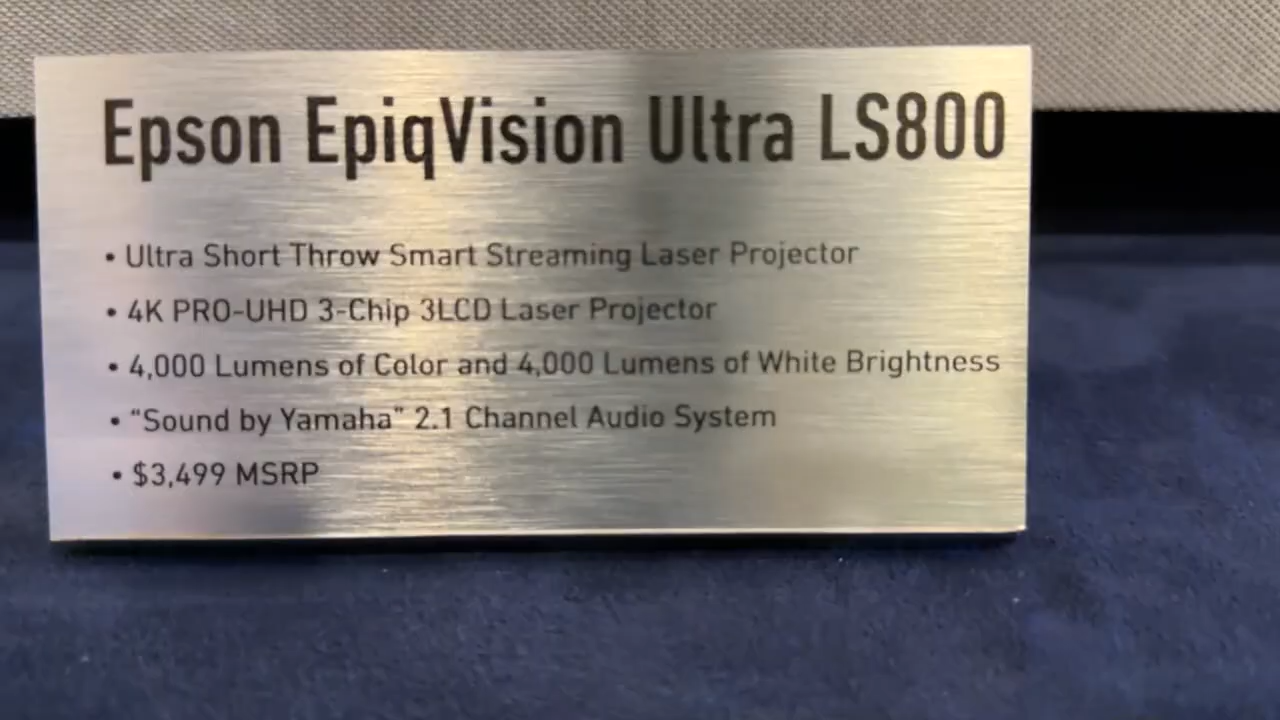 Epson EpiqVision Ultra LS800
• Ultra Short Throw Smart Streaming Laser Projector
• 4K PRO-UHD 3-Chip 3LCD Laser Projector
• 4,000 Lumens of Color and 4,000 Lumens of White Brightness
• “Sound by Yamaha” 2.1 Channel Audio System
• $3,499 MSRP